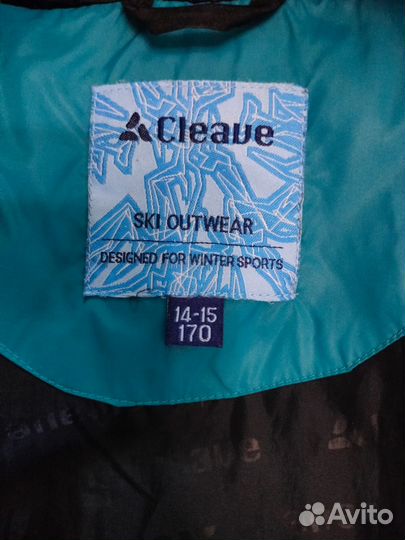 Cleave
SKI OUTWEAR
DESIGNED FOR WINTER SPORTS
14-15
170
Avito